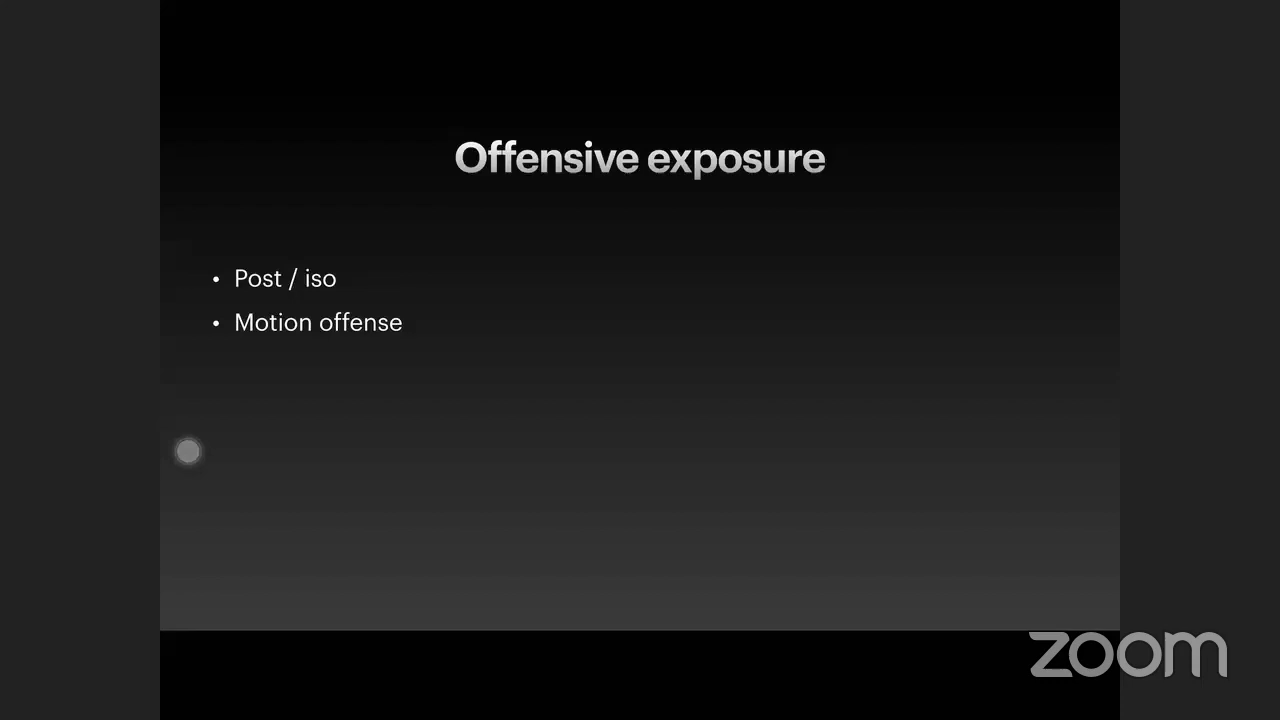 Offensive exposure
• Post / iso
• Motion offense
zoom